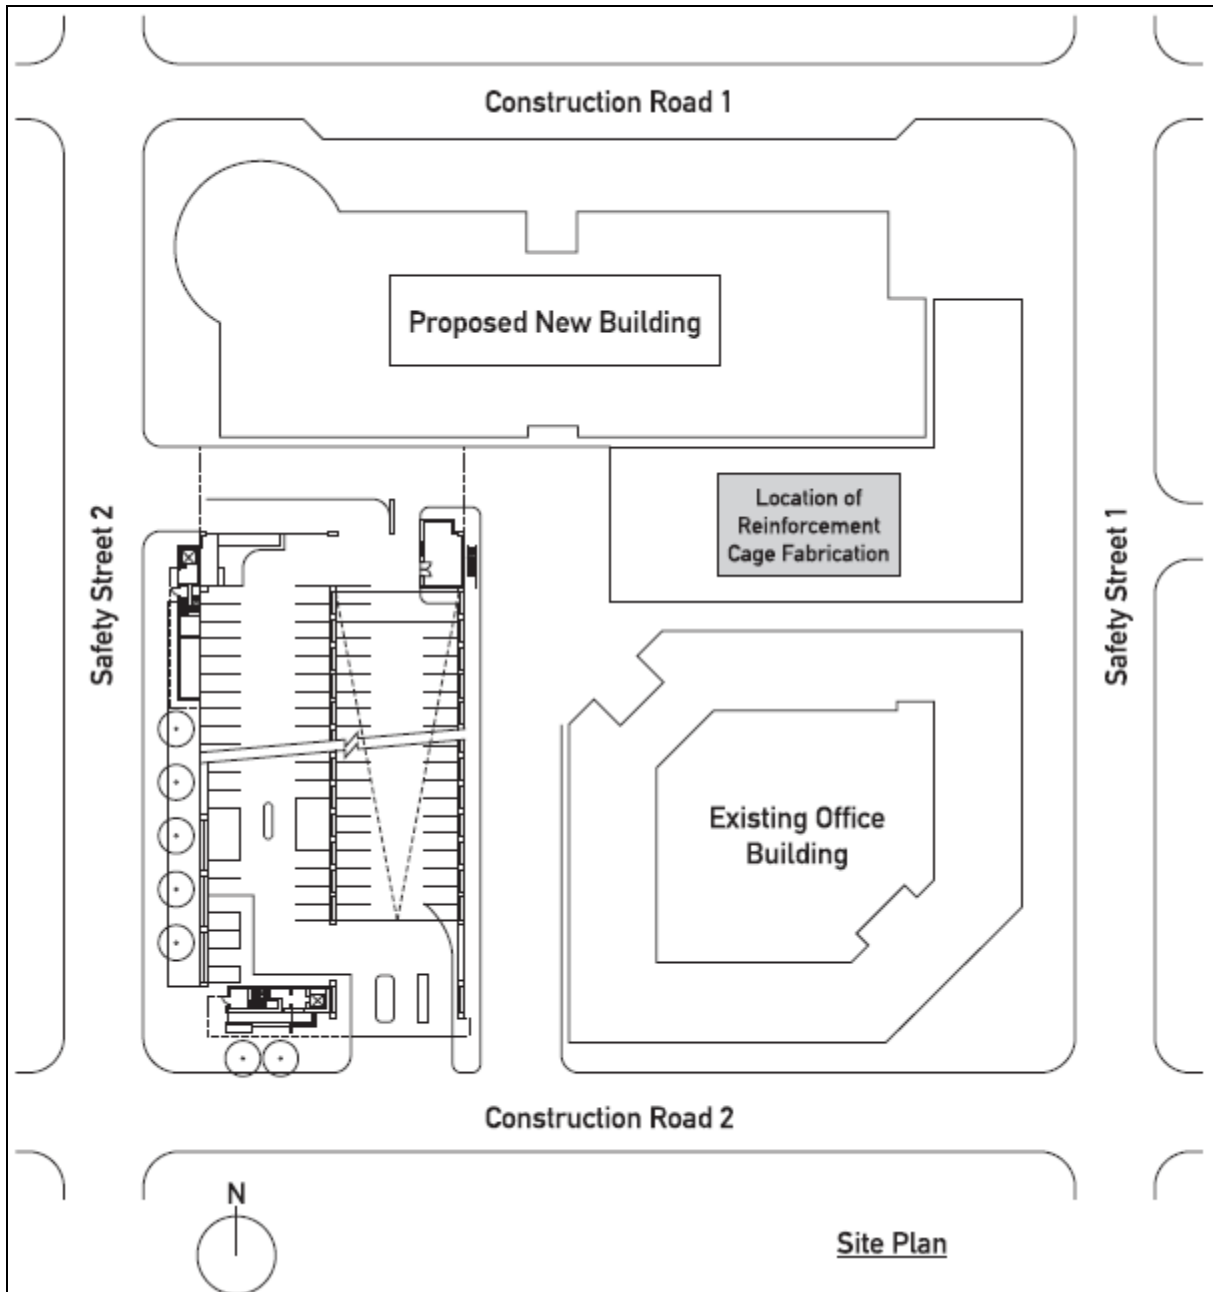 Construction Road 1
Proposed New Building
Location of
Reinforcement
Cage Fabrication
Safety Street 2
Safety Street 1
Existing Office
Building
Construction Road 2
N
Site Plan